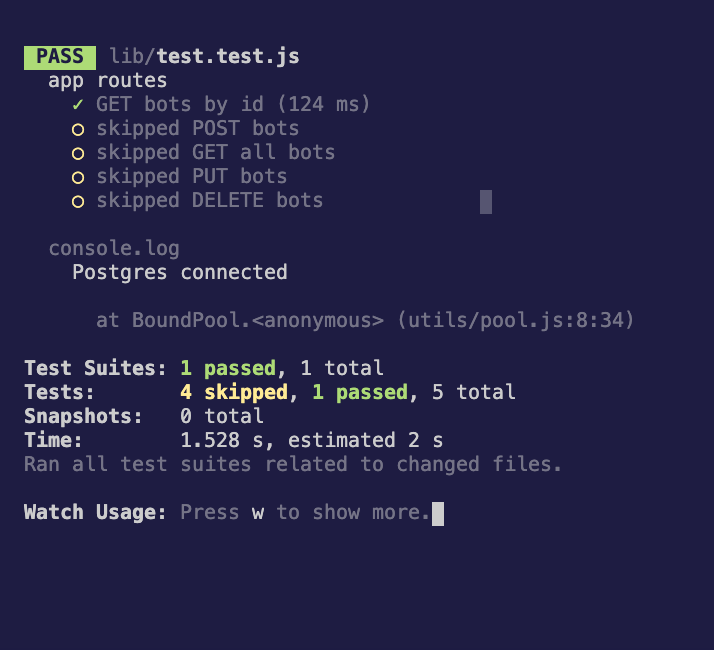 PASS lib/test.test.js
app routes
✓ GET bots by id (124 ms)
○ skipped POST bots
○ skipped GET all bots
○ skipped PUT bots
○ skipped DELETE bots
console.log
Postgres connected
at BoundPool.<anonymous> (utils/pool.js:8:34)
Test Suites: 1 passed, 1 total
Tests: 4 skipped, 1 passed, 5 total
Snapshots: 0 total
Time: 1.528 s, estimated 2 s
Ran all test suites related to changed files.
Watch Usage: Press w to show more.